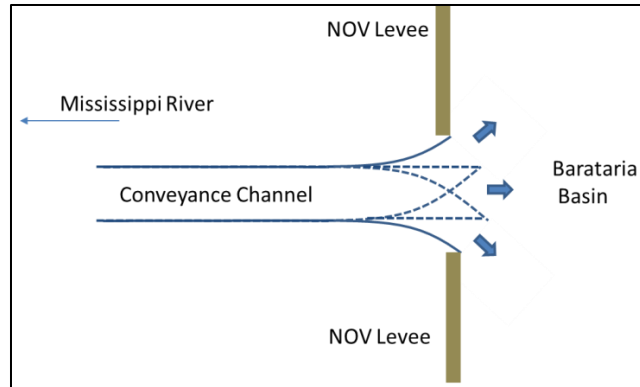 NOV Levee
Mississippi River
Barataria
Basin
Conveyance Channel
NOV Levee